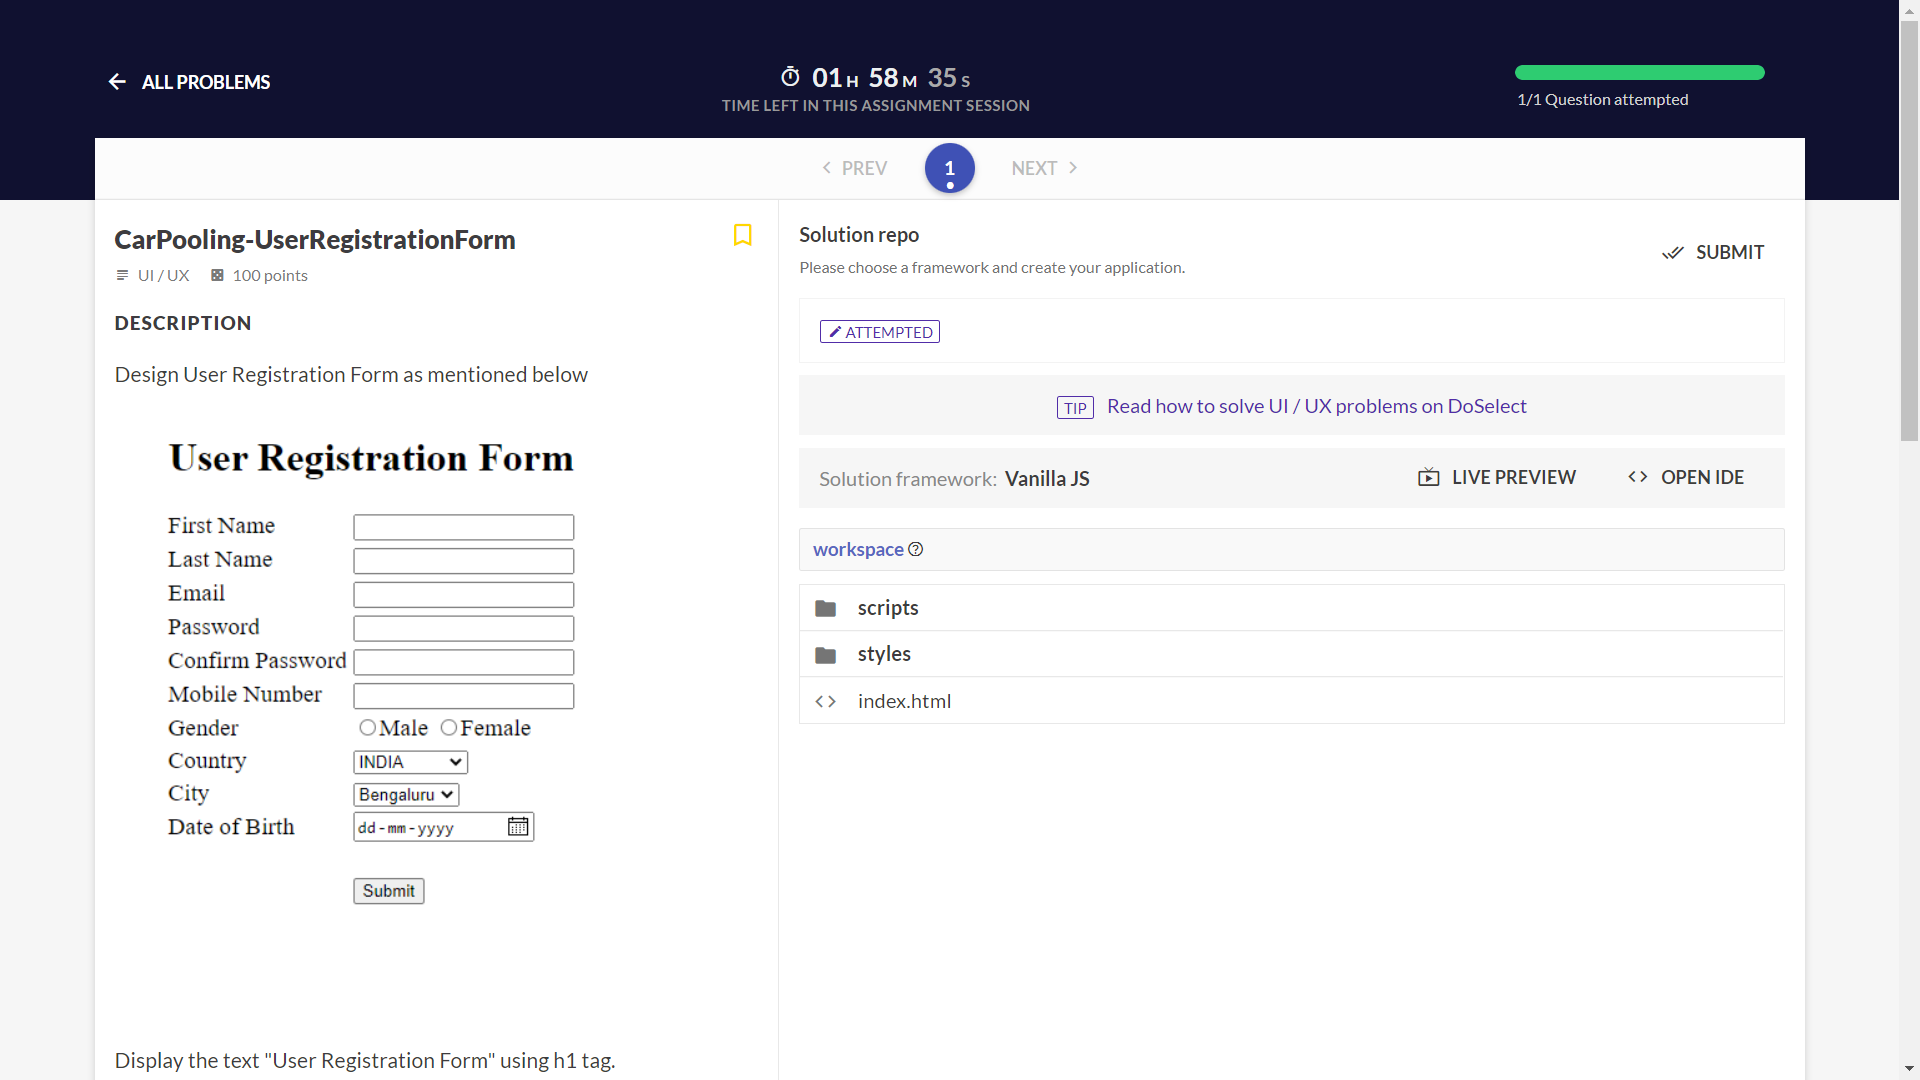 ALL PROBLEMS
01 H 58 M 35 S
TIME LEFT IN THIS ASSIGNMENT SESSION
1/1 Question attempted
PREV
1
NEXT
CarPooling-UserRegistrationForm
UI / UX 100 points
DESCRIPTION
Design User Registration Form as mentioned below
User Registration Form
First Name
Last Name
Email
Password
Confirm Password
Mobile Number
Gender Male Female
Country INDIA
City Bengaluru
Date of Birth dd-mm-yyyy
Submit
Display the text "User Registration Form" using h1 tag.
Solution repo
Please choose a framework and create your application.
SUBMIT
ATTEMPTED
TIP Read how to solve UI / UX problems on DoSelect
Solution framework: Vanilla JS
LIVE PREVIEW
OPEN IDE
workspace
scripts
styles
index.html